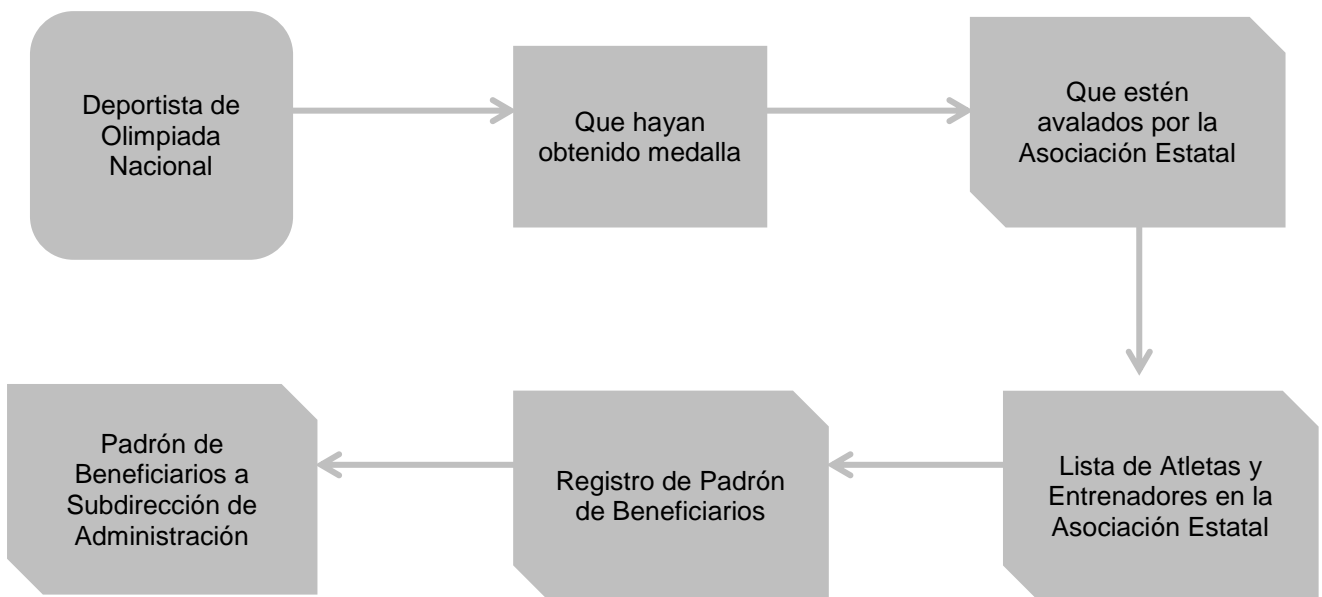 Deportista de
Olimpiada
Nacional
Que hayan
obtenido medalla
Que estén
avalados por la
Asociación Estatal
Lista de Atletas y
Entrenadores en la
Asociación Estatal
Registro de Padrón
de Beneficiarios
Padrón de
Beneficiarios a
Subdirección de
Administración